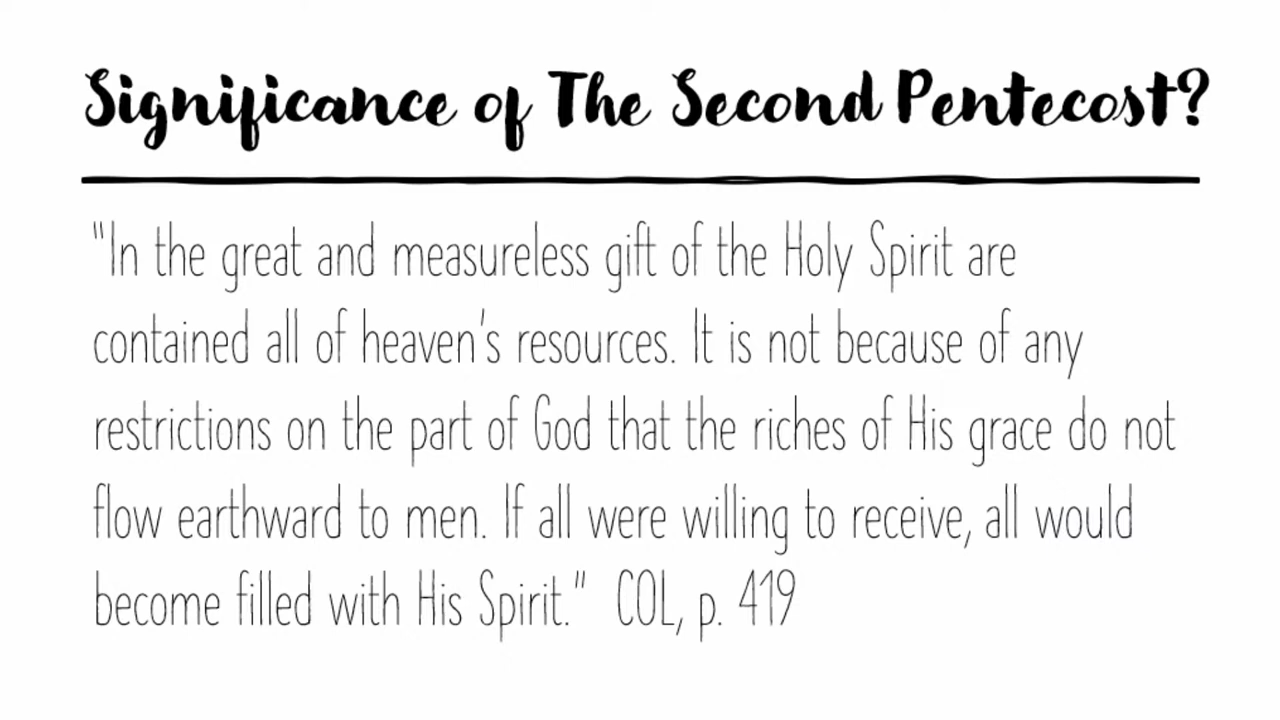 Significance of The Second Pentecost?
"In the great and measureless gift of the Holy Spirit are
contained all of heaven's resources. It is not because of any
restrictions on the part of God that the riches of His grace do not
flow earthward to men. If all were willing to receive, all would
become filled with His Spirit." COL, p. 419